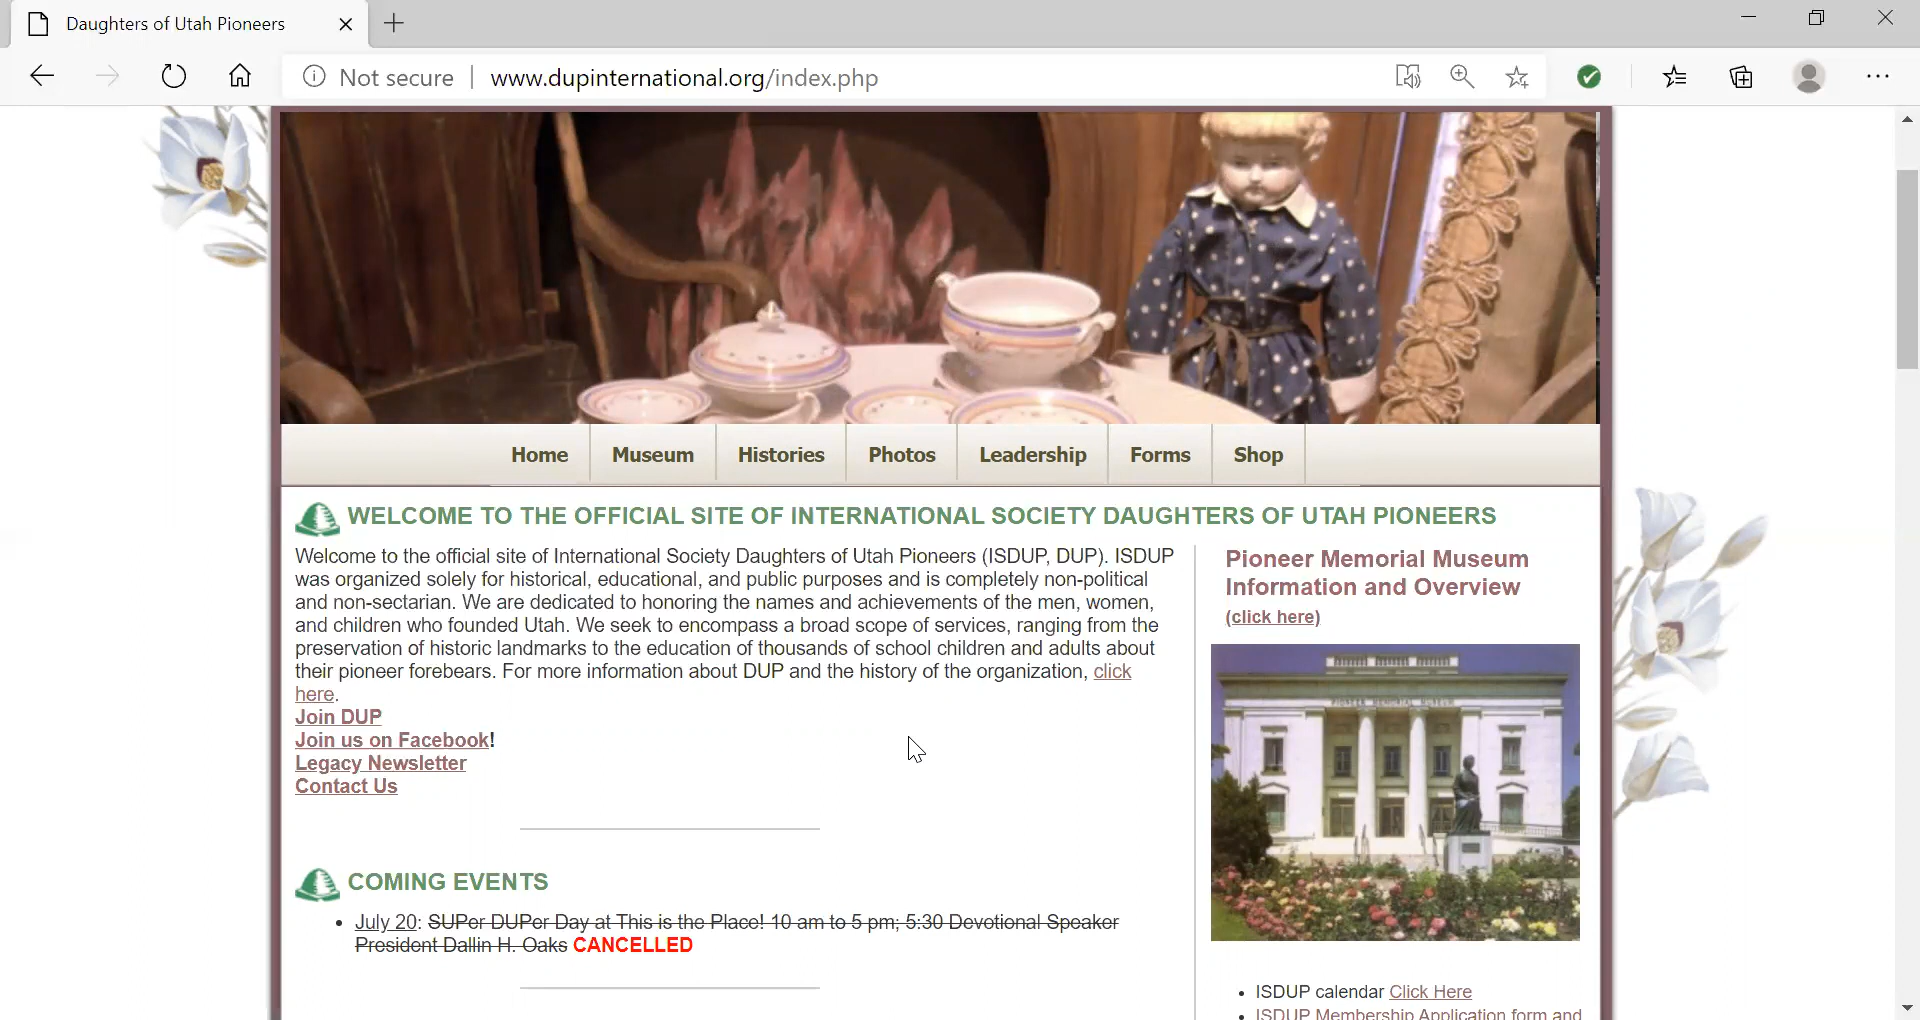 Daughters of Utah Pioneers
Not secure
www.dupinternational.org/index.php
Home
Museum
Histories
Photos
Leadership
Forms
Shop
WELCOME TO THE OFFICIAL SITE OF INTERNATIONAL SOCIETY DAUGHTERS OF UTAH PIONEERS
Welcome to the official site of International Society Daughters of Utah Pioneers (ISDUP, DUP). ISDUP
was organized solely for historical, educational, and public purposes and is completely non-political
and non-sectarian. We are dedicated to honoring the names and achievements of the men, women,
and children who founded Utah. We seek to encompass a broad scope of services, ranging from the
preservation of historic landmarks to the education of thousands of school children and adults about
their pioneer forebears. For more information about DUP and the history of the organization, click
here.
Join DUP
Join us on Facebook!
Legacy Newsletter
Contact Us
COMING EVENTS
• July 20: SUPer DUPer Day at This is the Place! 10 am to 5 pm; 5:30 Devotional Speaker
President Dallin H. Oaks CANCELLED
Pioneer Memorial Museum
Information and Overview
(click here)
PIONEER MEMORIAL MUSEUM
• ISDUP calendar Click Here
• ISDUP Membership Application form and